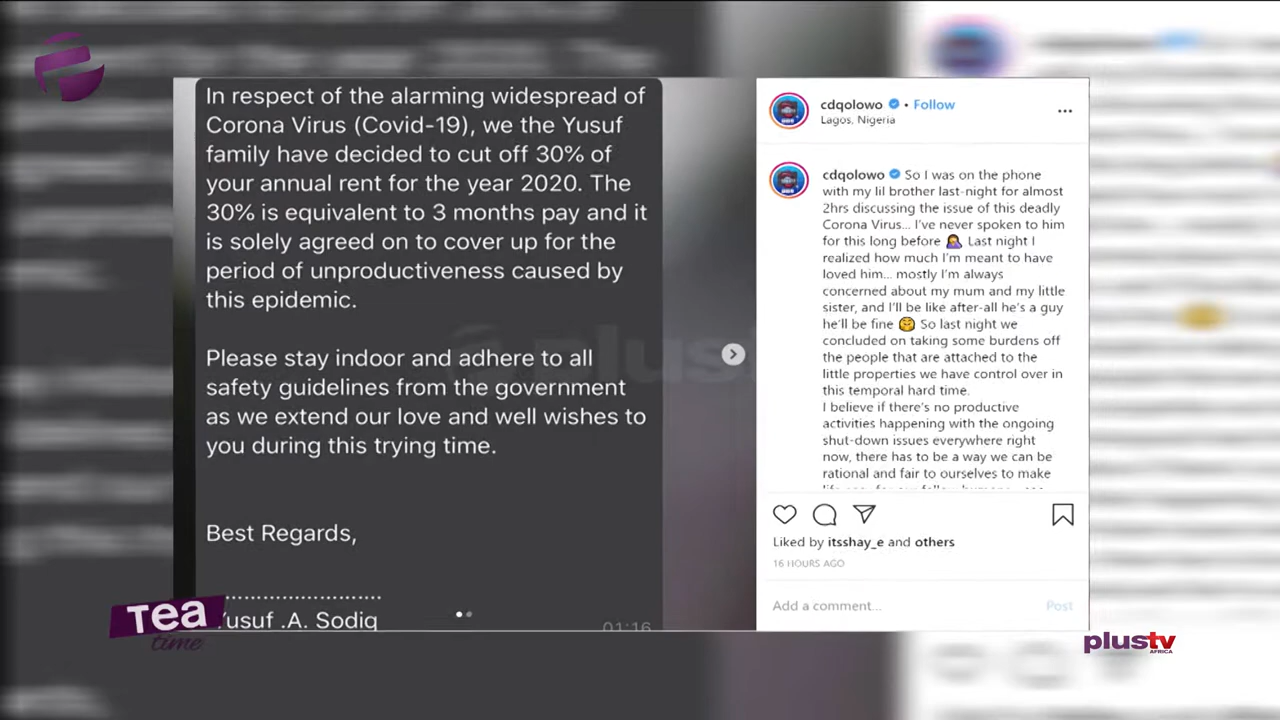 In respect of the alarming widespread of
Corona Virus (Covid-19), we the Yusuf
family have decided to cut off 30% of
your annual rent for the year 2020. The
30% is equivalent to 3 months pay and it
is solely agreed on to cover up for the
period of unproductiveness caused by
this epidemic.
Please stay indoor and adhere to all
safety guidelines from the government
as we extend our love and well wishes to
you during this trying time.
Best Regards,
........................
Yusuf .A. Sodiq
01:16
cdqolowo • Follow
Lagos, Nigeria
cdqolowo So I was on the phone
with my lil brother last-night for almost
2hrs discussing the issue of this deadly
Corona Virus... I've never spoken to him
for this long before 🤦‍♀️ Last night I
realized how much I'm meant to have
loved him... mostly I'm always
concerned about my mum and my little
sister, and I'll be like after-all he's a guy
he'll be fine 🤗 So last night we
concluded on taking some burdens off
the people that are attached to the
little properties we have control over in
this temporal hard time.
I believe if there's no productive
activities happening with the ongoing
shut-down issues everywhere right
now, there has to be a way we can be
rational and fair to ourselves to make
Liked by itsshay_e and others
16 HOURS AGO
Add a comment...
Post
Tea
time
plustv
AFRICA